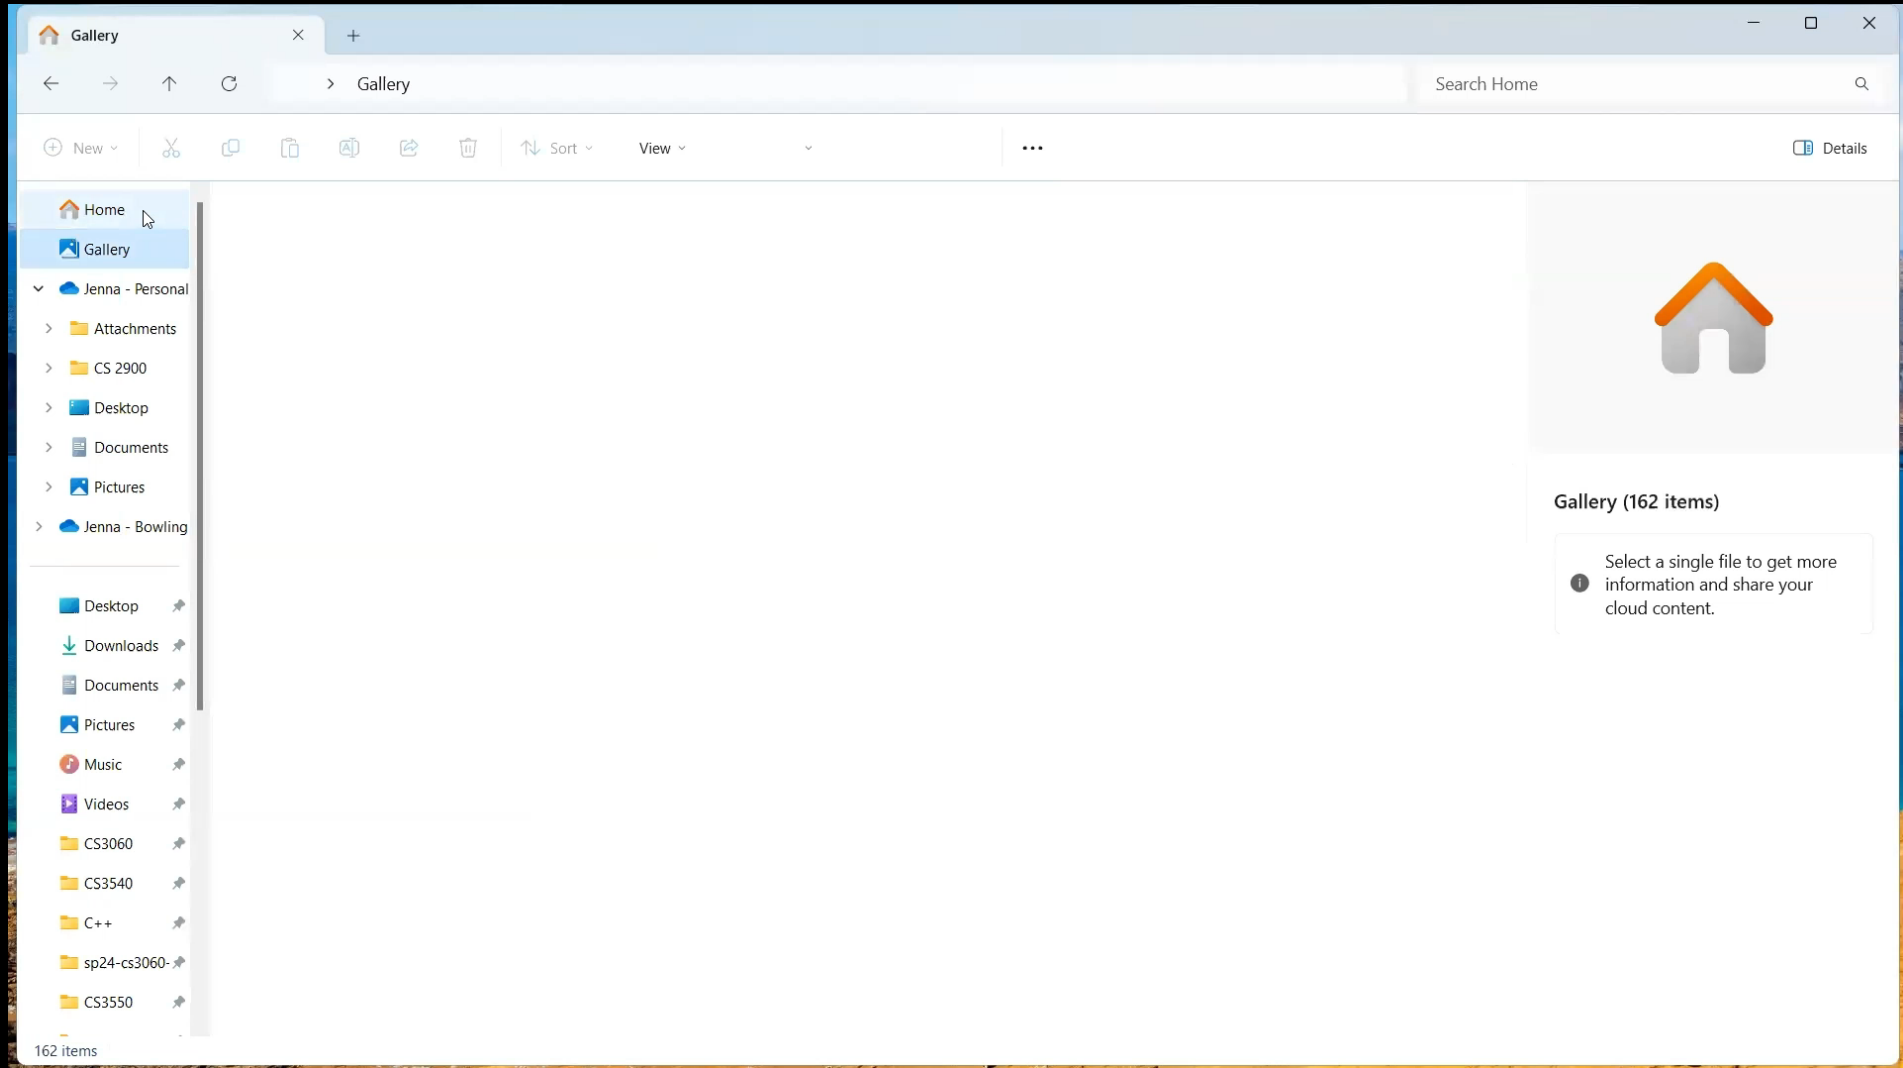 Gallery
Gallery
Search Home
New
Sort
View
Details
Home
Gallery
Jenna - Personal
Attachments
CS 2900
Desktop
Documents
Pictures
Jenna - Bowling
Desktop
Downloads
Documents
Pictures
Music
Videos
CS3060
CS3540
C++
sp24-cs3060-
CS3550
Gallery (162 items)
Select a single file to get more
information and share your
cloud content.
162 items